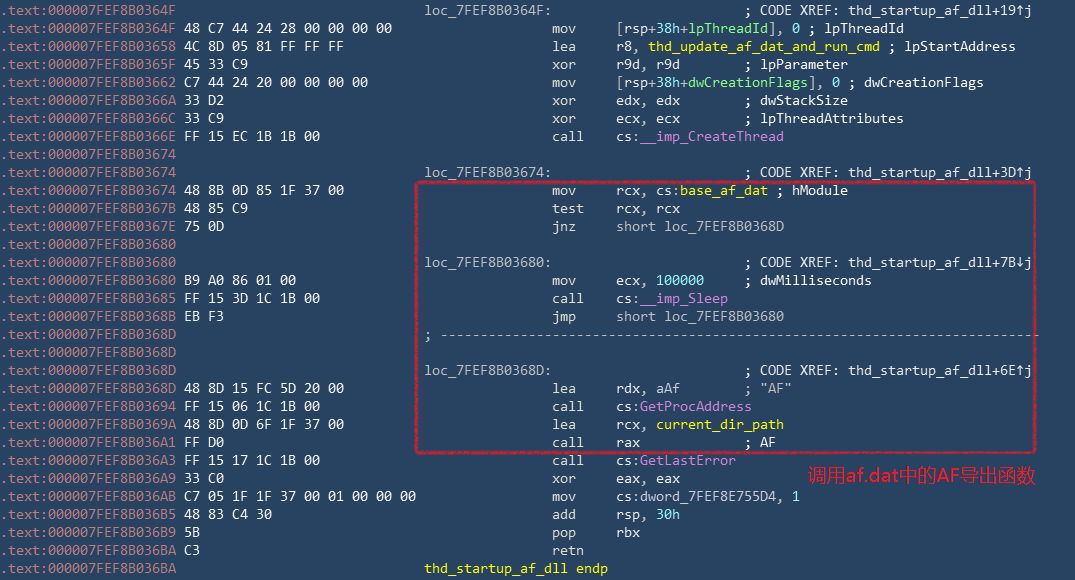 .text:000007FEF8B0364F loc_7FEF8B0364F: ; CODE XREF: thd_startup_af_dll+19↑j
.text:000007FEF8B0364F 48 C7 44 24 28 00 00 00 00 mov [rsp+38h+lpThreadId], 0 ; lpThreadId
.text:000007FEF8B03658 4C 8D 05 81 FF FF FF lea r8, thd_update_af_dat_and_run_cmd ; lpStartAddress
.text:000007FEF8B0365F 45 33 C9 xor r9d, r9d ; lpParameter
.text:000007FEF8B03662 C7 44 24 20 00 00 00 00 mov [rsp+38h+dwCreationFlags], 0 ; dwCreationFlags
.text:000007FEF8B0366A 33 D2 xor edx, edx ; dwStackSize
.text:000007FEF8B0366C 33 C9 xor ecx, ecx ; lpThreadAttributes
.text:000007FEF8B0366E FF 15 EC 1B 1B 00 call cs:__imp_CreateThread
.text:000007FEF8B03674
.text:000007FEF8B03674 loc_7FEF8B03674: ; CODE XREF: thd_startup_af_dll+3D↑j
.text:000007FEF8B03674 48 8B 0D 85 1F 37 00 mov rcx, cs:base_af_dat ; hModule
.text:000007FEF8B0367B 48 85 C9 test rcx, rcx
.text:000007FEF8B0367E 75 0D jnz short loc_7FEF8B0368D
.text:000007FEF8B03680
.text:000007FEF8B03680 loc_7FEF8B03680: ; CODE XREF: thd_startup_af_dll+7B↓j
.text:000007FEF8B03680 B9 A0 86 01 00 mov ecx, 100000 ; dwMilliseconds
.text:000007FEF8B03685 FF 15 3D 1C 1B 00 call cs:__imp_Sleep
.text:000007FEF8B0368B EB F3 jmp short loc_7FEF8B03680
.text:000007FEF8B0368D ; ---------------------------------------------------------------------------
.text:000007FEF8B0368D
.text:000007FEF8B0368D loc_7FEF8B0368D: ; CODE XREF: thd_startup_af_dll+6E↑j
.text:000007FEF8B0368D 48 8D 15 FC 5D 20 00 lea rdx, aAf ; "AF"
.text:000007FEF8B03694 FF 15 06 1C 1B 00 call cs:GetProcAddress
.text:000007FEF8B0369A 48 8D 0D 6F 1F 37 00 lea rcx, current_dir_path
.text:000007FEF8B036A1 FF D0 call rax ; AF
.text:000007FEF8B036A3 FF 15 17 1C 1B 00 call cs:GetLastError
调用af.dat中的AF导出函数
.text:000007FEF8B036A9 33 C0 xor eax, eax
.text:000007FEF8B036AB C7 05 1F 1F 37 00 01 00 00 00 mov cs:dword_7FEF8E755D4, 1
.text:000007FEF8B036B5 48 83 C4 30 add rsp, 30h
.text:000007FEF8B036B9 5B pop rbx
.text:000007FEF8B036BA C3 retn
.text:000007FEF8B036BA thd_startup_af_dll endp